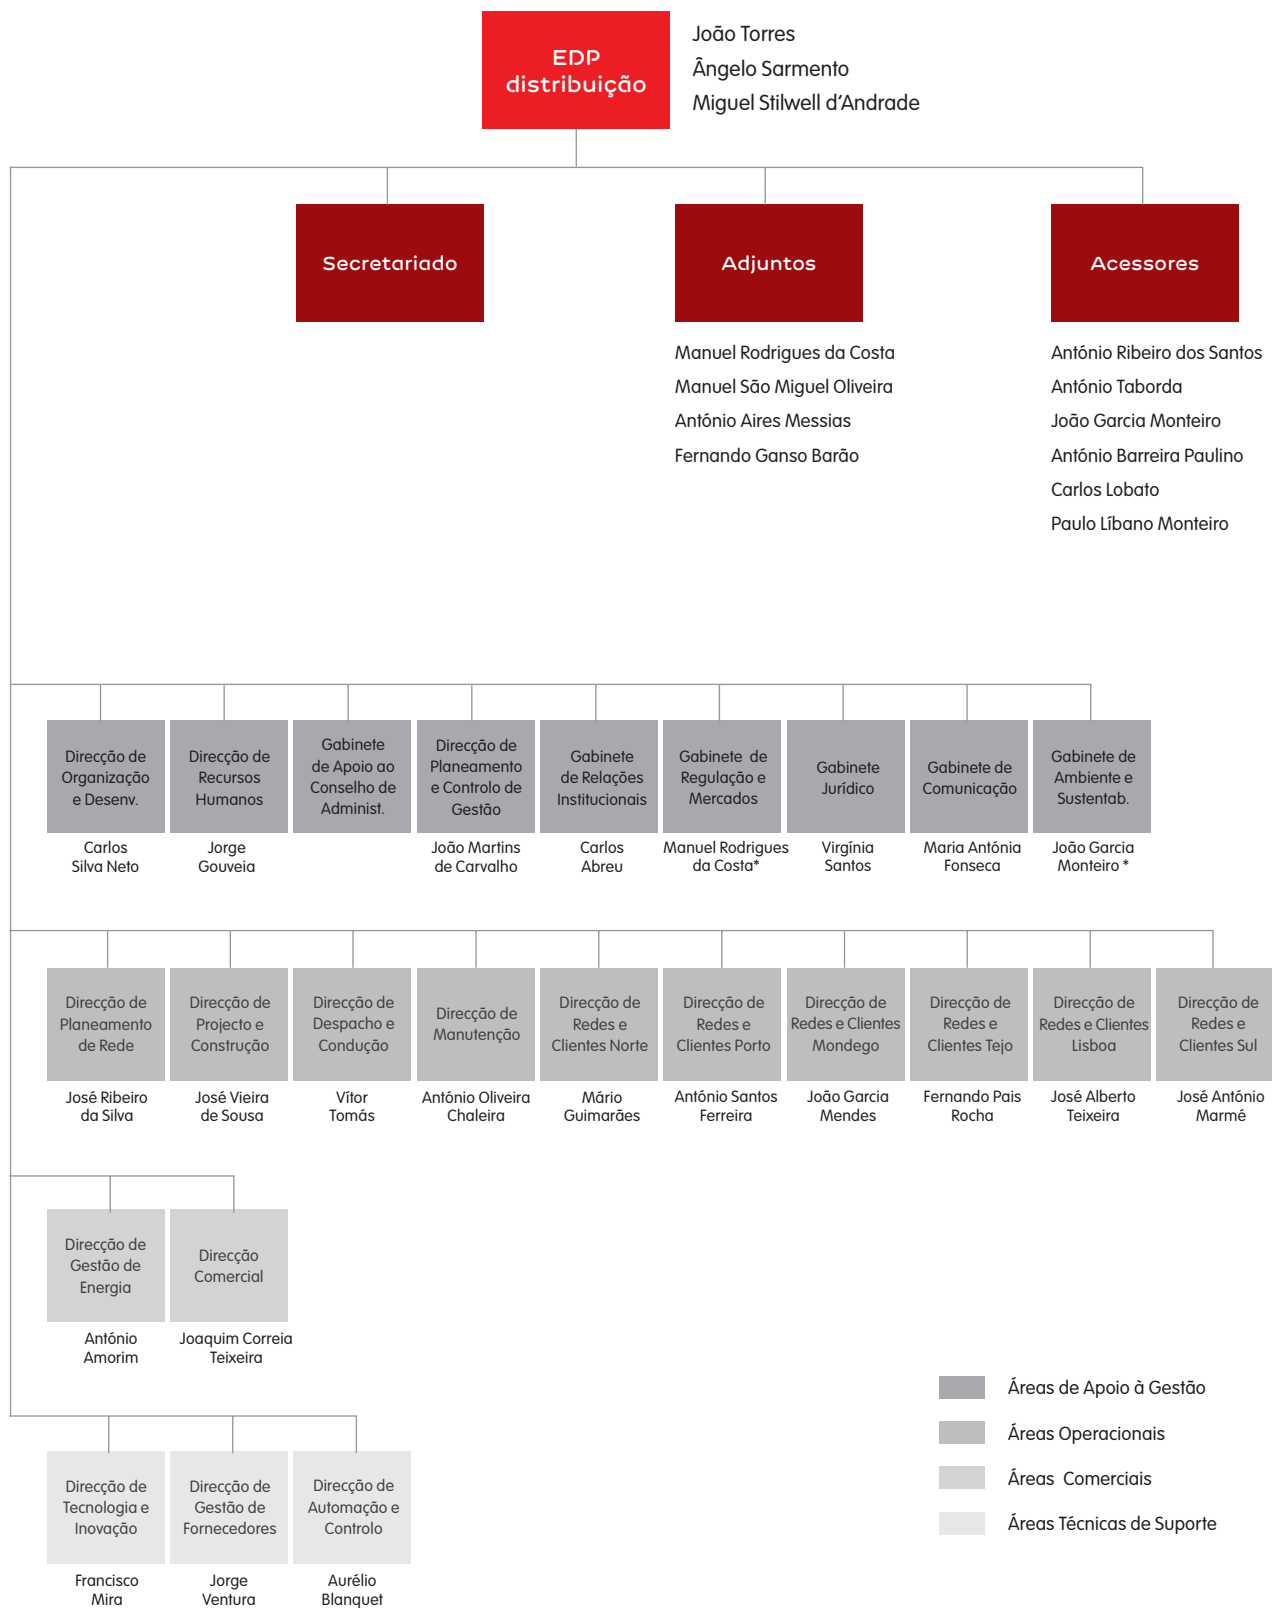 EDP
distribuição
João Torres
Ângelo Sarmento
Miguel Stilwell d'Andrade
Secretariado
Adjuntos
Manuel Rodrigues da Costa
Manuel São Miguel Oliveira
António Aires Messias
Fernando Ganso Barão
Acessores
António Ribeiro dos Santos
António Taborda
João Garcia Monteiro
António Barreira Paulino
Carlos Lobato
Paulo Líbano Monteiro
Direcção de
Organização
e Desenv.
Carlos
Silva Neto
Direcção de
Recursos
Humanos
Jorge
Gouveia
Gabinete
de Apoio ao
Conselho de
Administ.
Direcção de
Planeamento
e Controlo de
Gestão
João Martins
de Carvalho
Gabinete
de Relações
Institucionais
Carlos
Abreu
Gabinete de
Regulação e
Mercados
Manuel Rodrigues
da Costa*
Gabinete
Jurídico
Virgínia
Santos
Gabinete de
Comunicação
Maria Antónia
Fonseca
Gabinete de
Ambiente e
Sustentab.
João Garcia
Monteiro *
Direcção de
Planeamento
de Rede
José Ribeiro
da Silva
Direcção de
Projecto e
Construção
José Vieira
de Sousa
Direcção de
Despacho e
Condução
Vítor
Tomás
Direcção de
Manutenção
António Oliveira
Chaleira
Direcção de
Redes e
Clientes Norte
Mário
Guimarães
Direcção de
Redes e
Clientes Porto
António Santos
Ferreira
Direcção de
Redes e Clientes
Mondego
João Garcia
Mendes
Direcção de
Redes e
Clientes Tejo
Fernando Pais
Rocha
Direcção de
Redes e Clientes
Lisboa
José Alberto
Teixeira
Direcção de
Redes e
Clientes Sul
José António
Marmé
Direcção de
Gestão de
Energia
António
Amorim
Direcção
Comercial
Joaquim Correia
Teixeira
Direcção de
Tecnologia e
Inovação
Francisco
Mira
Direcção de
Gestão de
Fornecedores
Jorge
Ventura
Direcção de
Automação e
Controlo
Aurélio
Blanquet
Áreas de Apoio à Gestão
Áreas Operacionais
Áreas Comerciais
Áreas Técnicas de Suporte